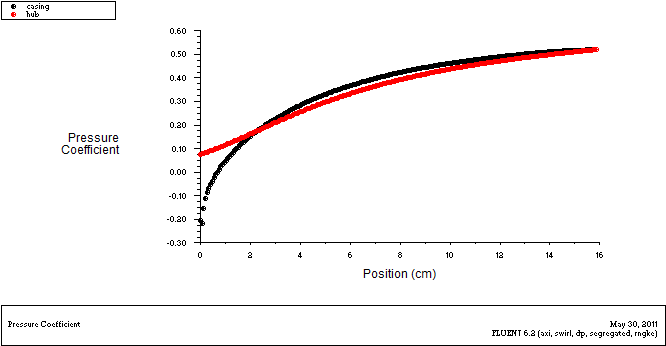 casing
hub
0.60
0.50
0.40
0.30
0.20
0.10
0.00
-0.10
-0.20
-0.30
Pressure
Coefficient
0 2 4 6 8 10 12 14 16
Position (cm)
Pressure Coefficient
May 30, 2011
FLUENT 6.2 (axi, swirl, dp, segregated, rngke)